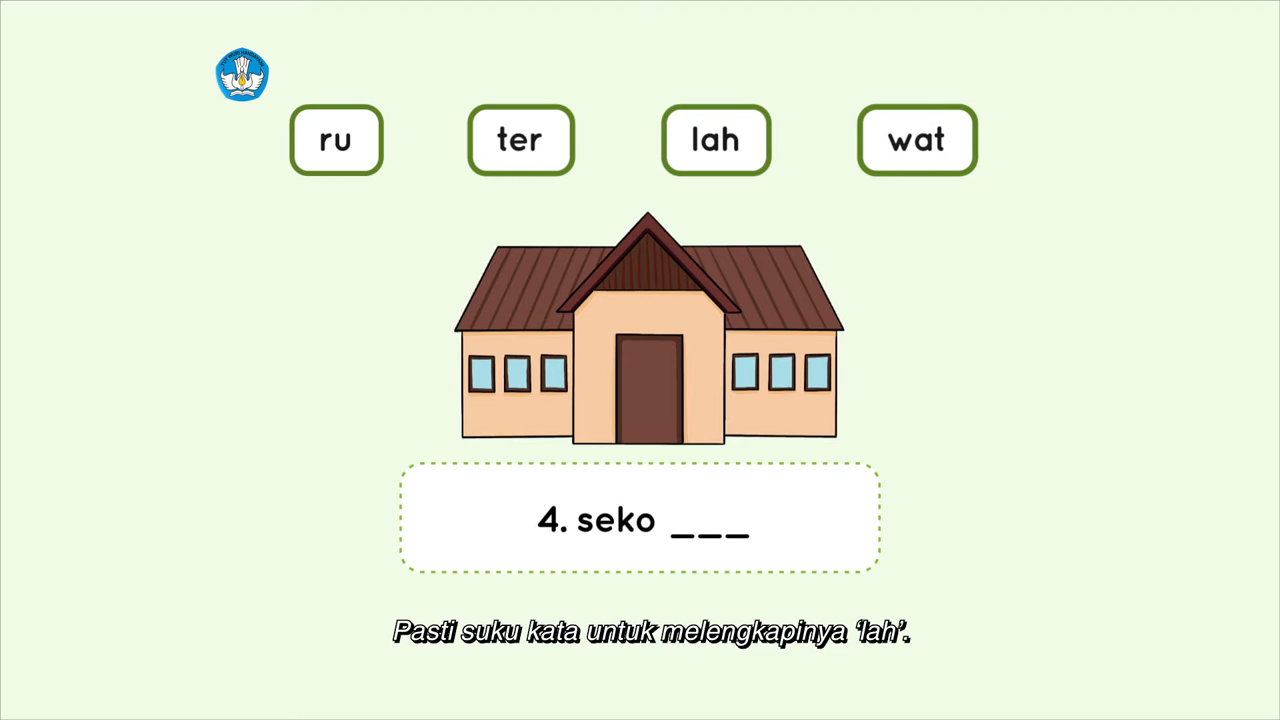 ru
ter
lah
wat
4. seko ___
Pasti suku kata untuk melengkapinya ‘lah’.